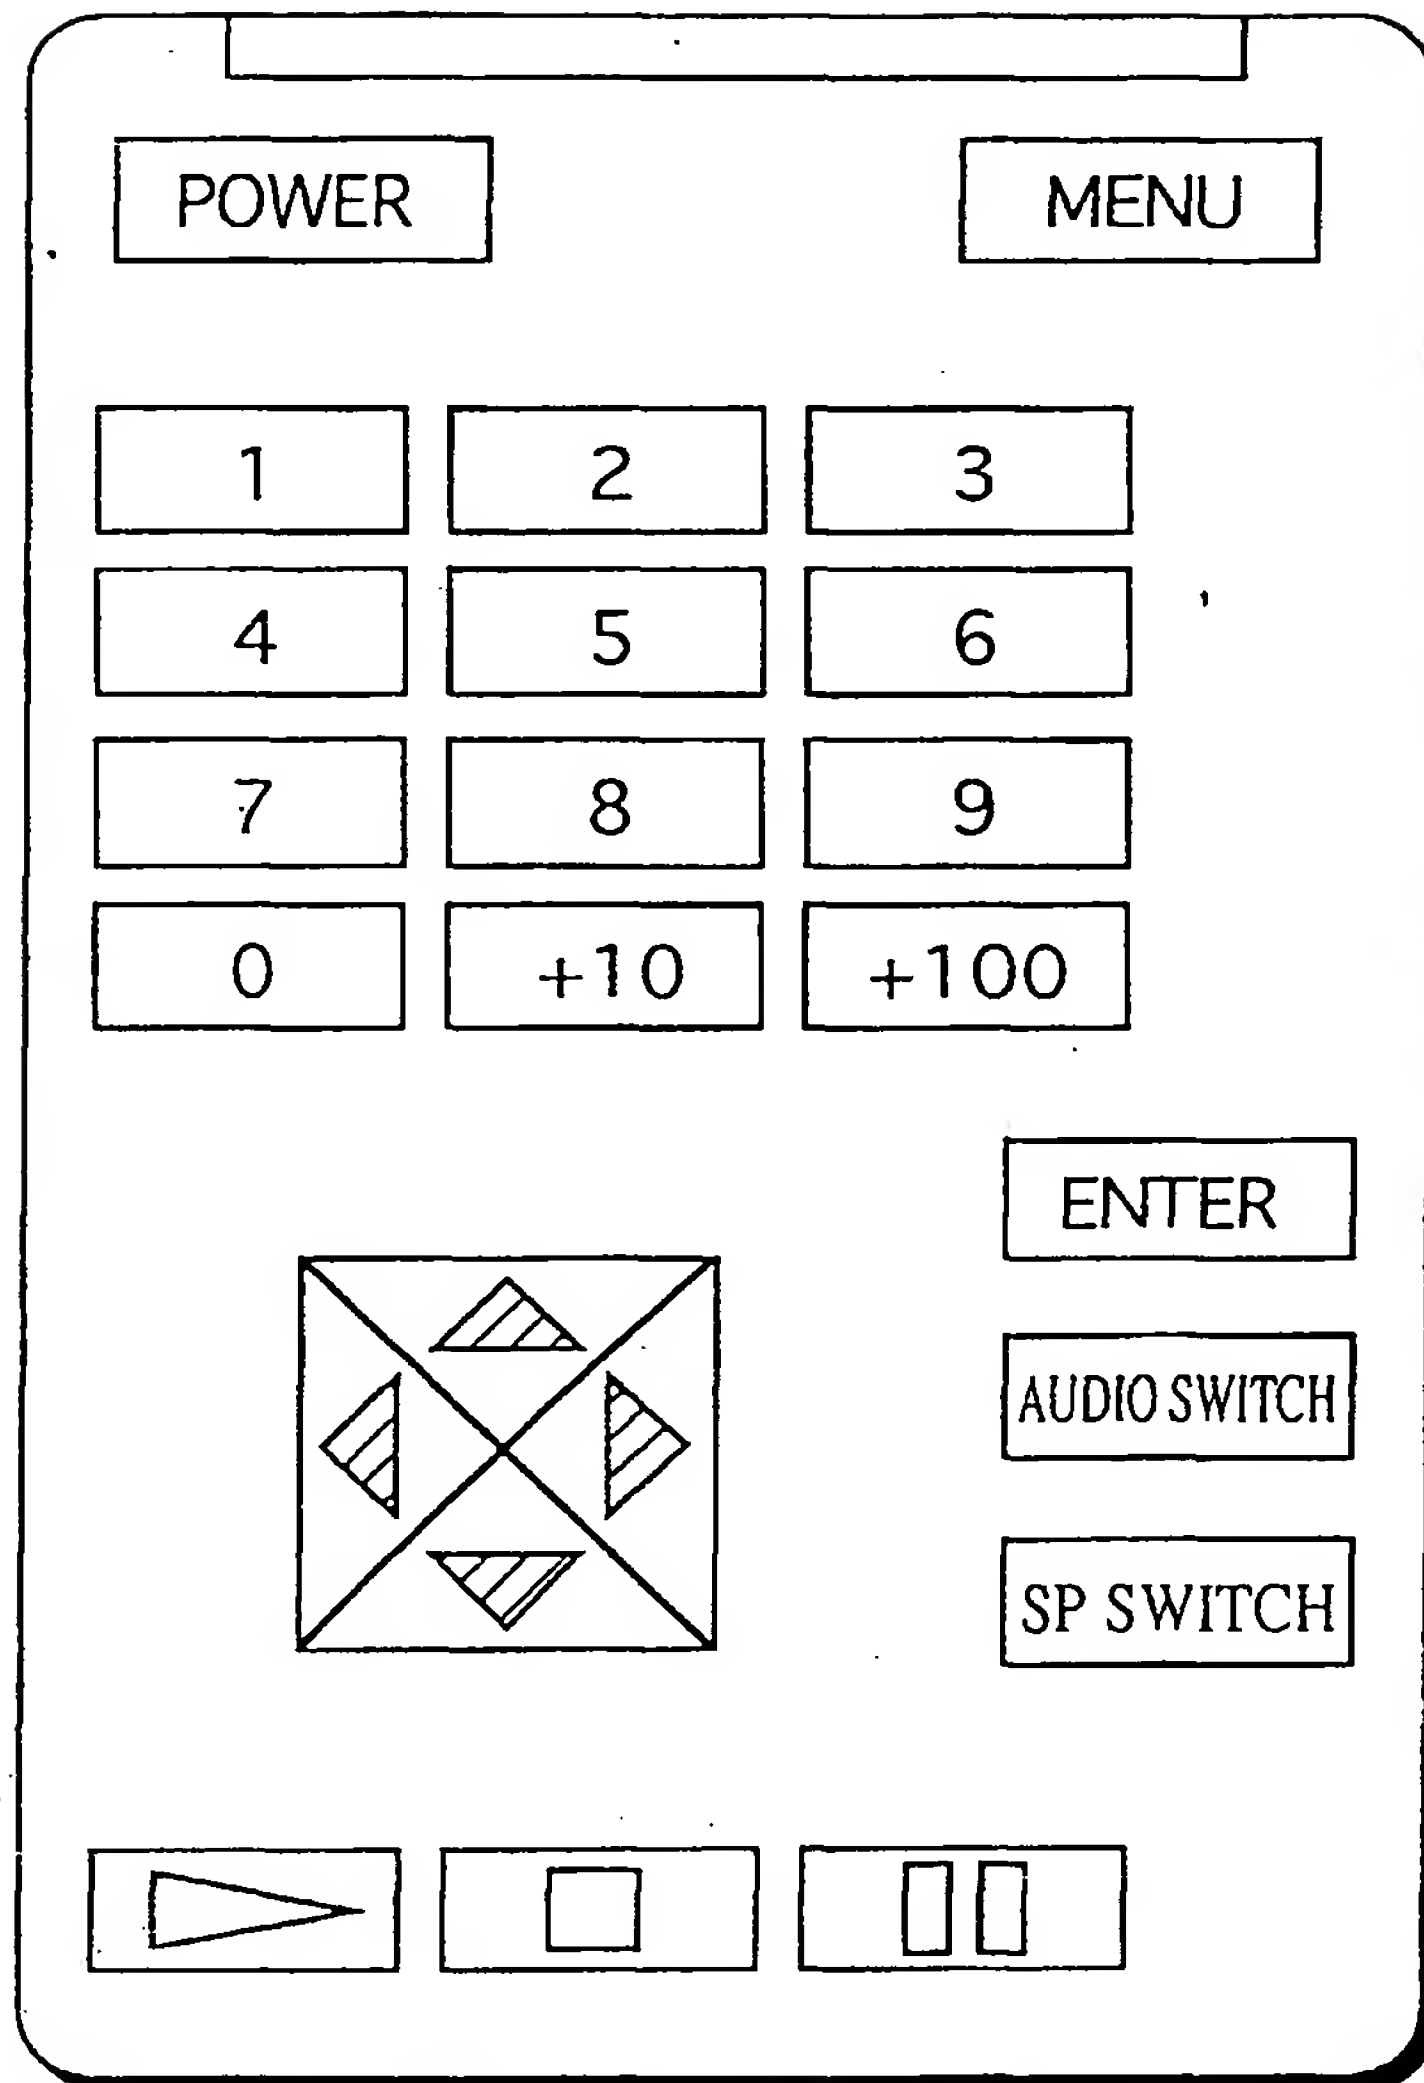 POWER MENU
1 2 3
4 5 6
7 8 9
0 +10 +100
ENTER
AUDIO SWITCH
SP SWITCH